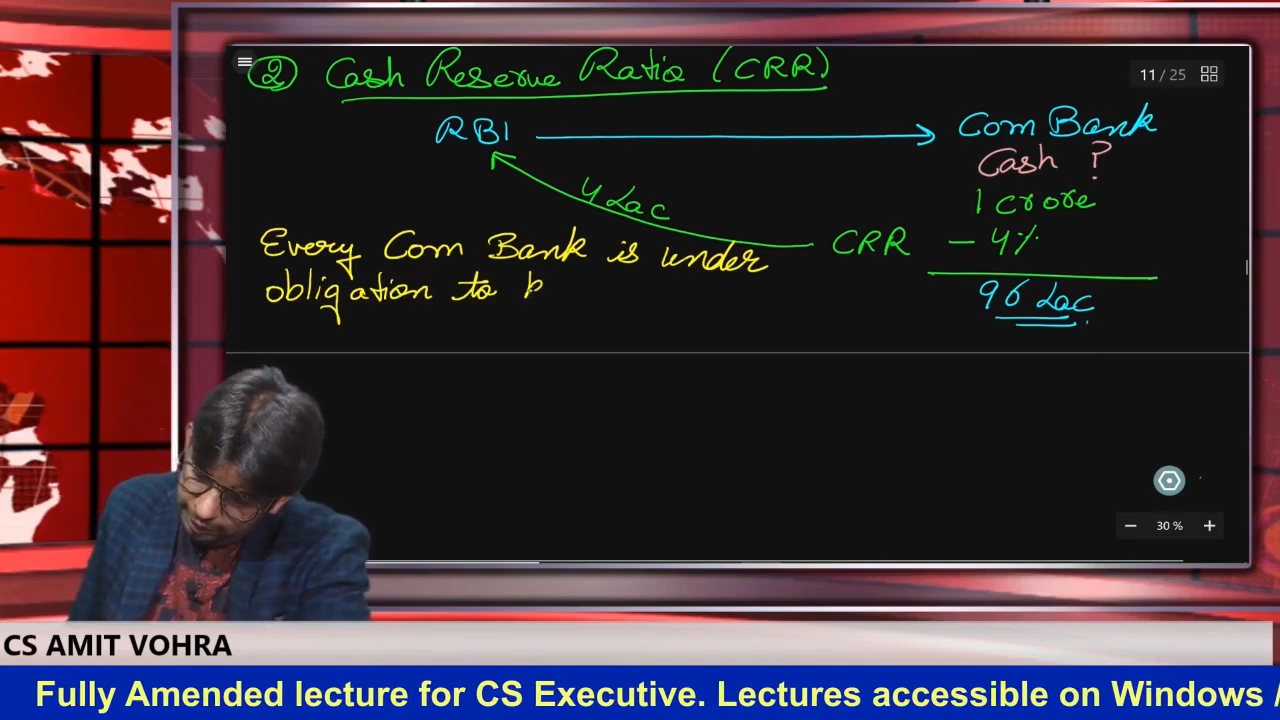 ② Cash Reserve Ratio (CRR)
11 / 25
RBI
Com Bank
Cash ?
1 crore
4 Lac
CRR - 4%
96 Lac
Every Com Bank is under
obligation to
30 %
CS AMIT VOHRA
Fully Amended lecture for CS Executive. Lectures accessible on Windows /